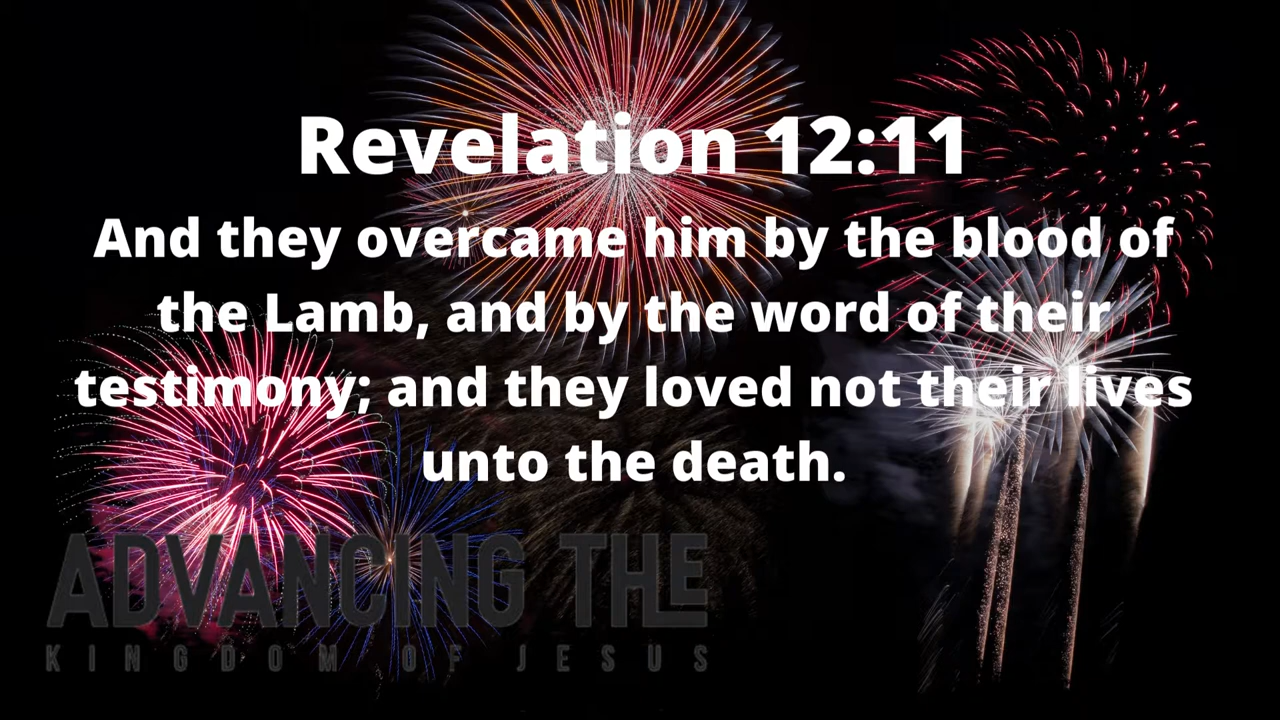 Revelation 12:11
And they overcame him by the blood of
the Lamb, and by the word of their
testimony; and they loved not their lives
unto the death.
ADVANCING THE
KINGDOM OF JESUS